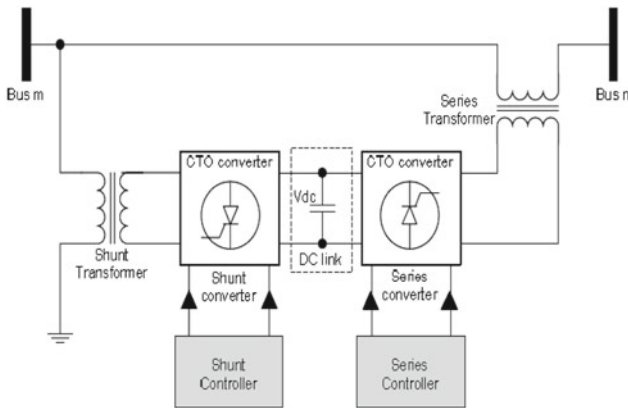 Bus m
Bus n
Series
Transformer
CTO converter
CTO converter
Vdc
DC link
Shunt
Transformer
Shunt
converter
Series
converter
Shunt
Controller
Series
Controller